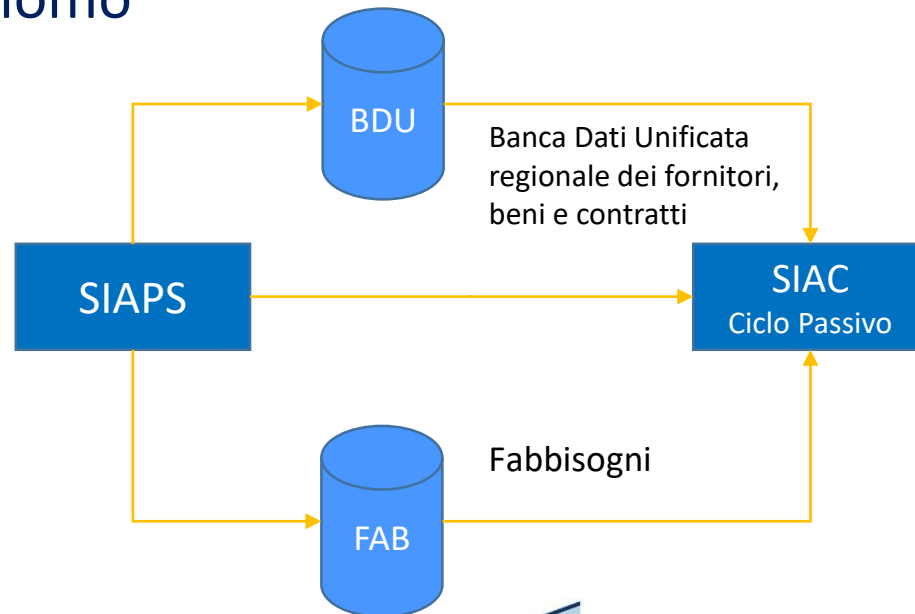 BDU
Banca Dati Unificata
regionale dei fornitori,
beni e contratti
SIAPS
SIAC
Ciclo Passivo
Fabbisogni
FAB